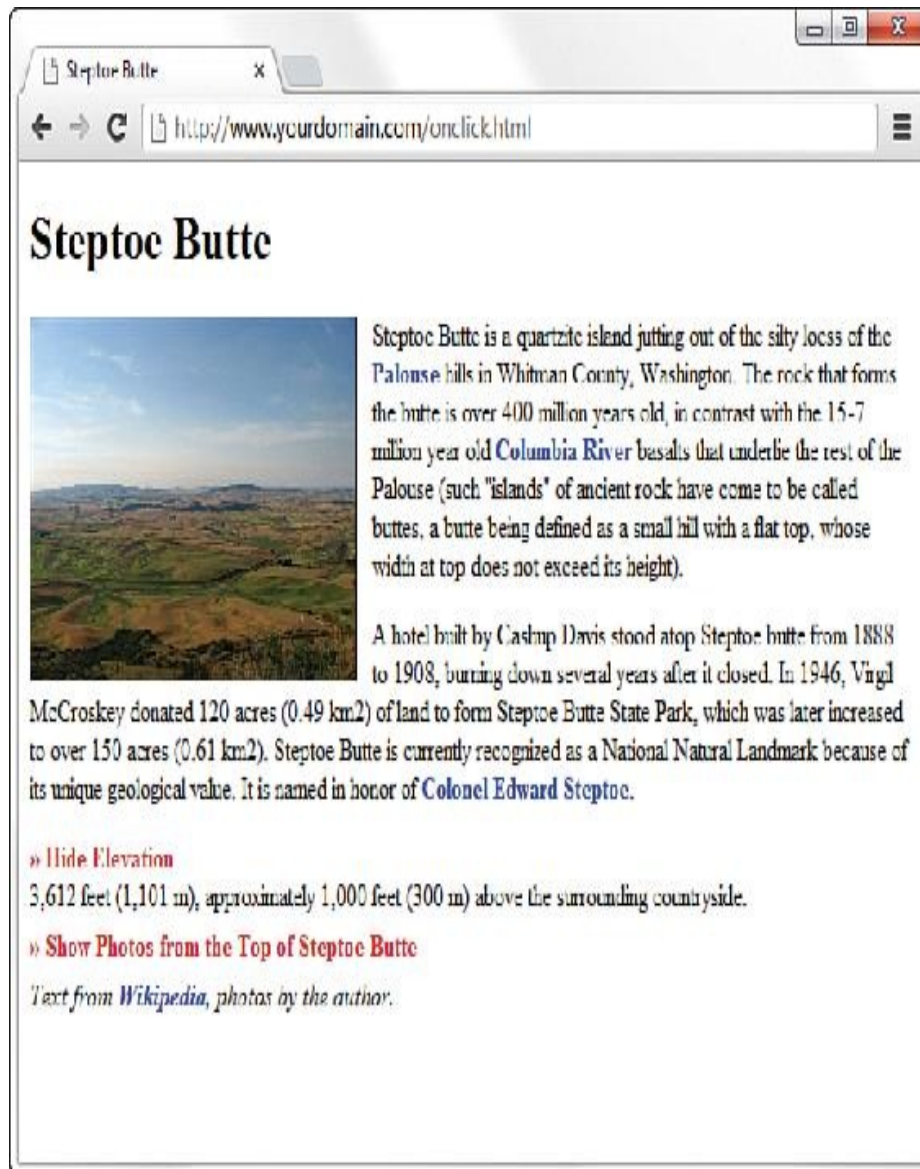 Steptoe Butte
http://www.yourdomain.com/onclick.html
Steptoe Butte
Steptoe Butte is a quartzite island jutting out of the silty loess of the
Palouse hills in Whitman County, Washington. The rock that forms
the butte is over 400 million years old, in contrast with the 15-7
million year old Columbia River basalts that underlie the rest of the
Palouse (such "islands" of ancient rock have come to be called
buttes, a butte being defined as a small hill with a flat top, whose
width at top does not exceed its height).
A hotel built by Cashup Davis stood atop Steptoe butte from 1888
to 1908, burning down several years after it closed. In 1946, Virgil
McCroskey donated 120 acres (0.49 km2) of land to form Steptoe Butte State Park, which was later increased
to over 150 acres (0.61 km2). Steptoe Butte is currently recognized as a National Natural Landmark because of
its unique geological value. It is named in honor of Colonel Edward Steptoe.
» Hide Elevation
3,612 feet (1,101 m), approximately 1,000 feet (300 m) above the surrounding countryside.
» Show Photos from the Top of Steptoe Butte
Text from Wikipedia, photos by the author.